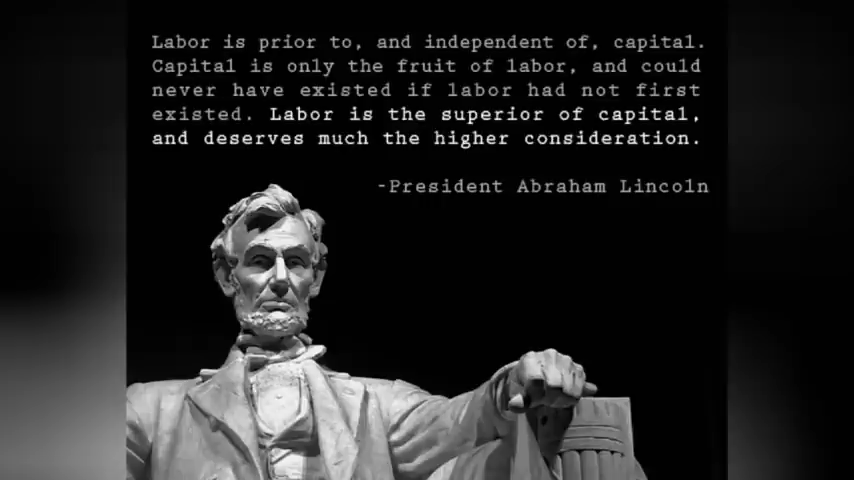 Labor is prior to, and independent of, capital.
Capital is only the fruit of labor, and could
never have existed if labor had not first
existed. Labor is the superior of capital,
and deserves much the higher consideration.
-President Abraham Lincoln